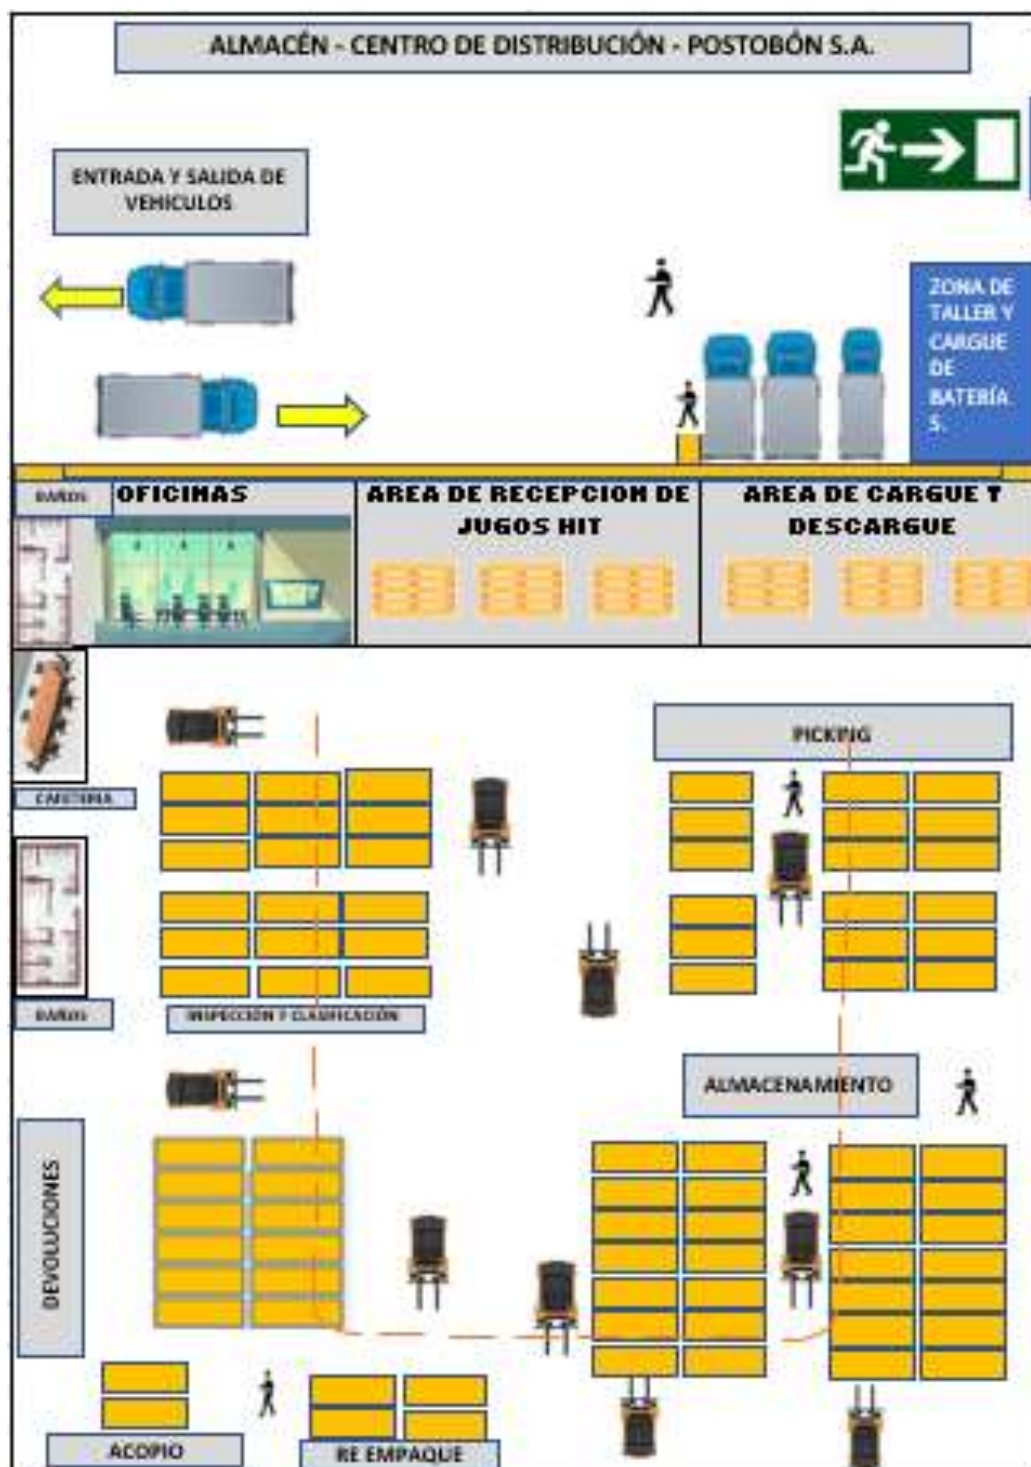 ALMACÉN - CENTRO DE DISTRIBUCIÓN - POSTOBÓN S.A.
ENTRADA Y SALIDA DE
VEHÍCULOS
ZONA DE
TALLER Y
CARGUE
DE
BATERÍA
S.
BAÑOS
OFICINAS
AREA DE RECEPCION DE
JUGOS HIT
AREA DE CARGUE Y
DESCARGUE
PICKING
CAFETERIA
BAÑOS
INSPECCIÓN Y CLASIFICACIÓN
ALMACENAMIENTO
DEVOLUCIONES
ACOPIO
RE EMPAQUE